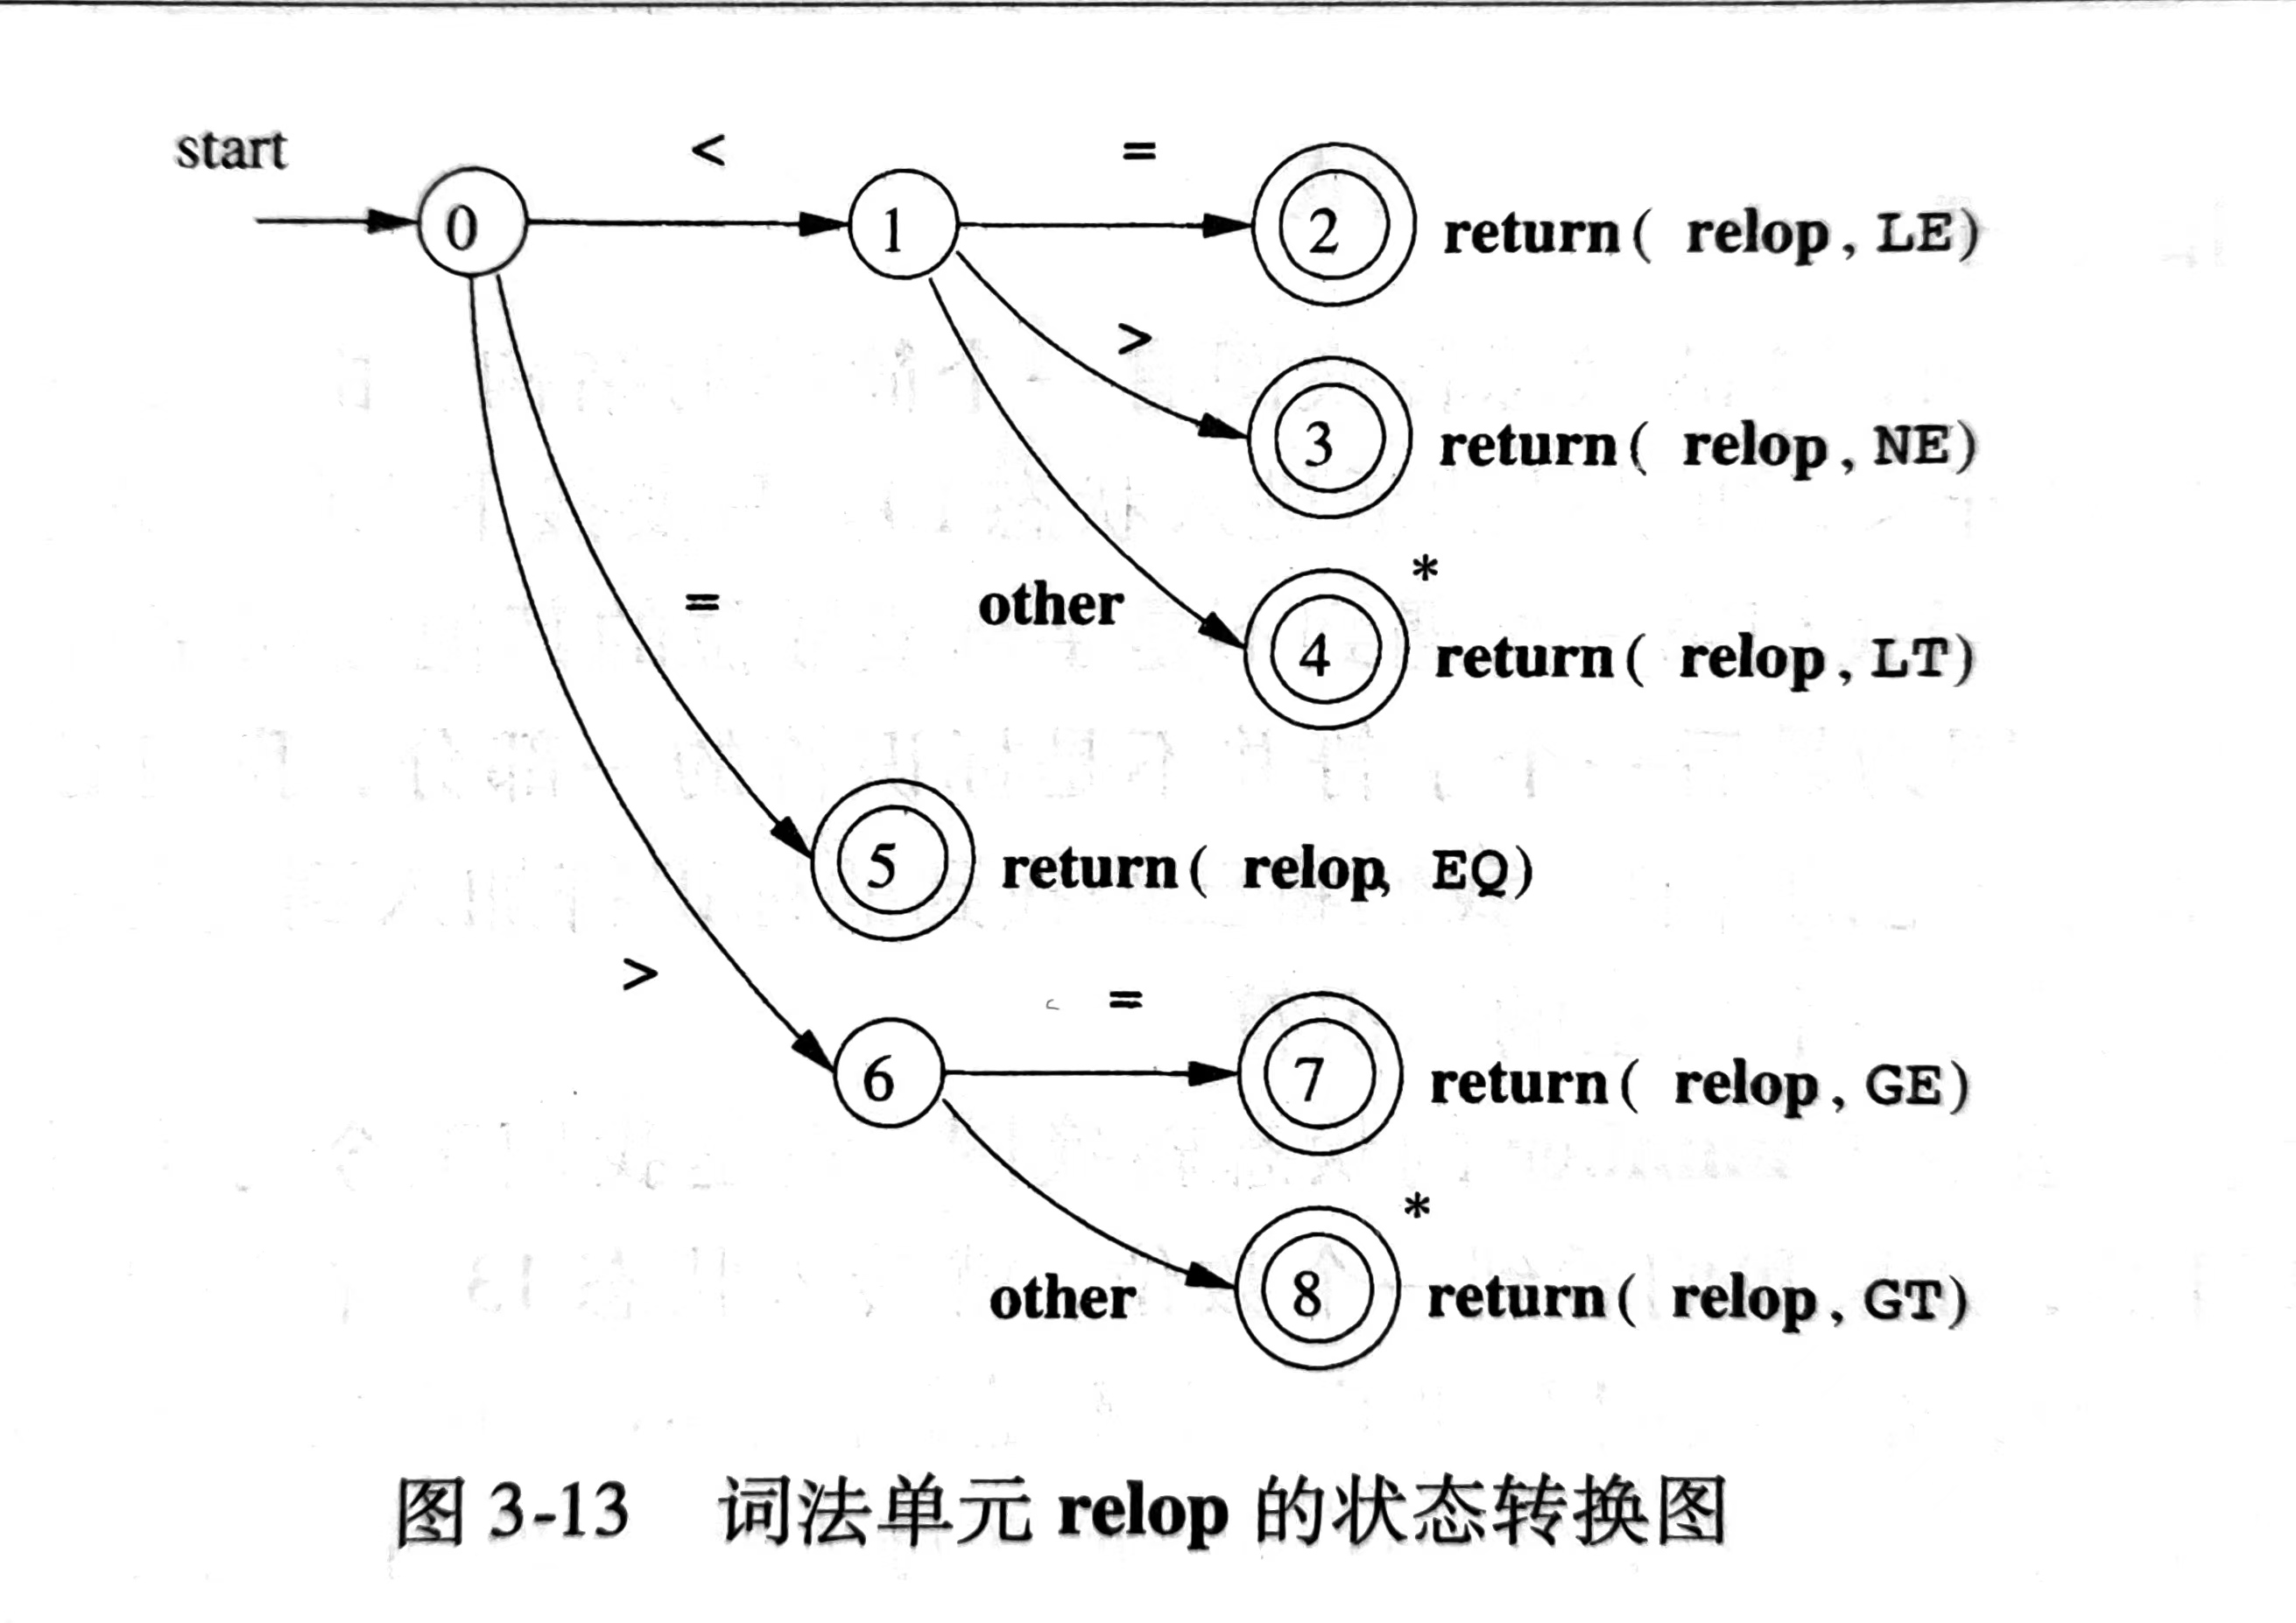 start < =
0 1 2 return( relop, LE)
>
3 return( relop, NE)
*
= other
4 return( relop, LT)
5 return( relop, EQ)
> =
6 7 return( relop, GE)
*
other 8 return( relop, GT)
图 3-13 词法单元 relop 的状态转换图